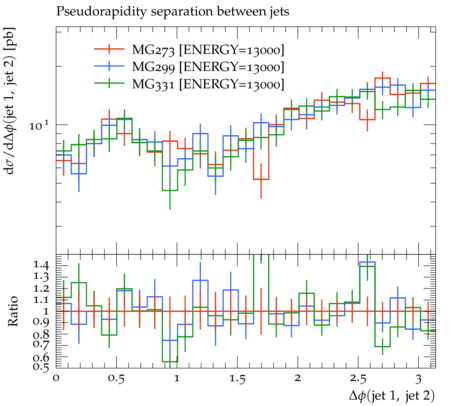 Pseudorapidity separation between jets
dσ/dΔϕ(jet 1, jet 2) [pb]
MG273 [ENERGY=13000]
MG299 [ENERGY=13000]
MG331 [ENERGY=13000]
10¹
Ratio
1.4
1.3
1.2
1.1
1
0.9
0.8
0.7
0.6
0.5
0 0.5 1 1.5 2 2.5 3
Δϕ(jet 1, jet 2)